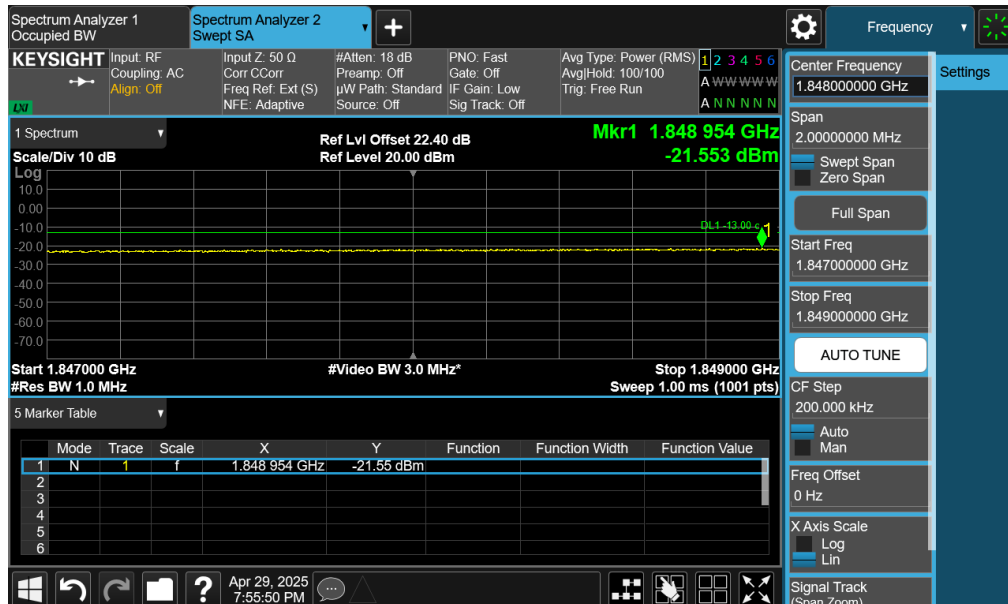 Spectrum Analyzer 1
Occupied BW
Spectrum Analyzer 2
Swept SA
Frequency
KEYSIGHT
LXI
Input: RF
Coupling: AC
Align: Off
Input Z: 50 Ω
Corr CCorr
Freq Ref: Ext (S)
NFE: Adaptive
#Atten: 18 dB
Preamp: Off
µW Path: Standard
Source: Off
PNO: Fast
Gate: Off
IF Gain: Low
Sig Track: Off
Avg Type: Power (RMS)
Avg|Hold: 100/100
Trig: Free Run
1 2 3 4 5 6
A W W W W W
A N N N N N
1 Spectrum
Scale/Div 10 dB
Ref Lvl Offset 22.40 dB
Ref Level 20.00 dBm
Mkr1 1.848 954 GHz
-21.553 dBm
Log
10.0
0.00
-10.0
-20.0
-30.0
-40.0
-50.0
-60.0
-70.0
DL1 -13.00
1
Start 1.847000 GHz
#Res BW 1.0 MHz
#Video BW 3.0 MHz*
Stop 1.849000 GHz
Sweep 1.00 ms (1001 pts)
5 Marker Table
Mode Trace Scale X Y Function Function Width Function Value
1 N 1 f 1.848 954 GHz -21.55 dBm
2
3
4
5
6
Apr 29, 2025
7:55:50 PM
Center Frequency
1.848000000 GHz
Settings
Span
2.00000000 MHz
Swept Span
Zero Span
Full Span
Start Freq
1.847000000 GHz
Stop Freq
1.849000000 GHz
AUTO TUNE
CF Step
200.000 kHz
Auto
Man
Freq Offset
0 Hz
X Axis Scale
Log
Lin
Signal Track
(Span Zoom)